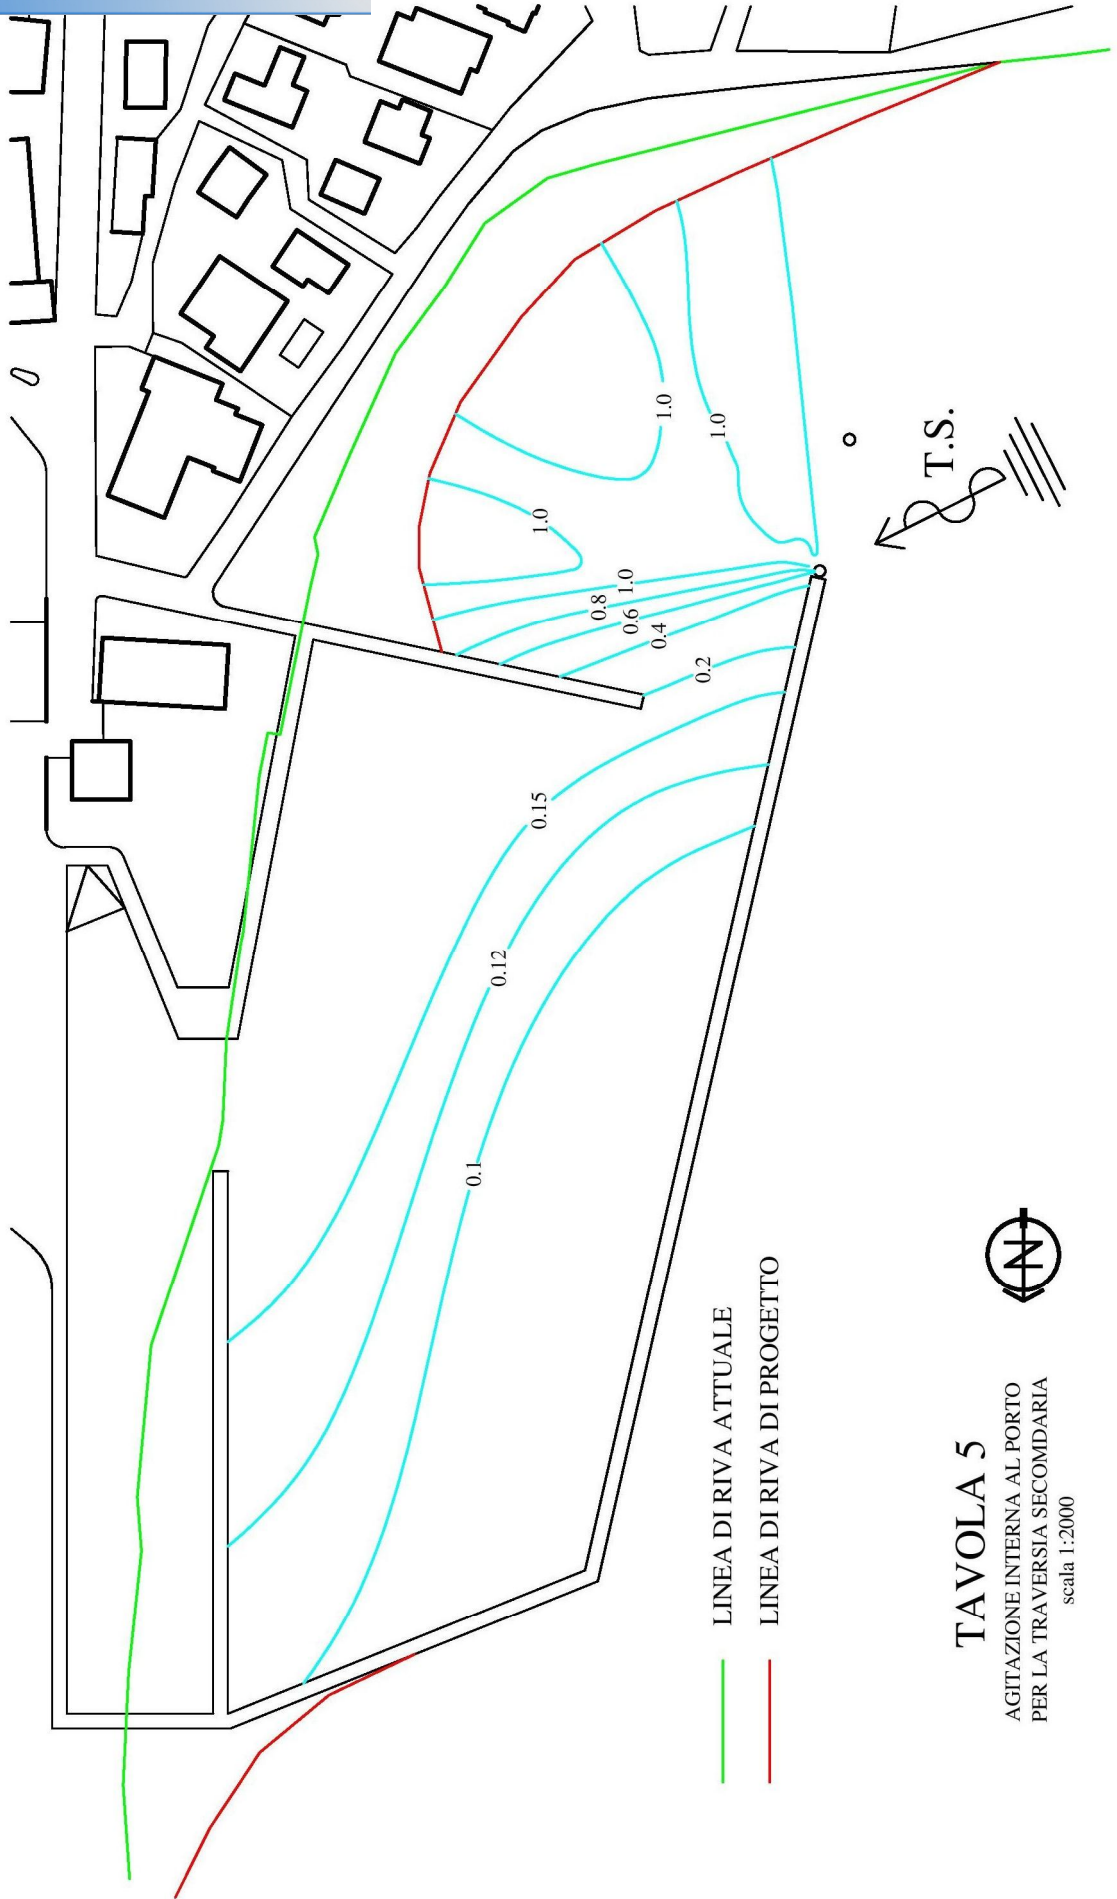 1.0
1.0
1.0
1.0
0.8
0.6
0.4
0.2
0.15
0.12
0.1
T.S.
LINEA DI RIVA ATTUALE
LINEA DI RIVA DI PROGETTO
N
TAVOLA 5
AGITAZIONE INTERNA AL PORTO
PER LA TRAVERSIA SECOMDARIA
scala 1:2000